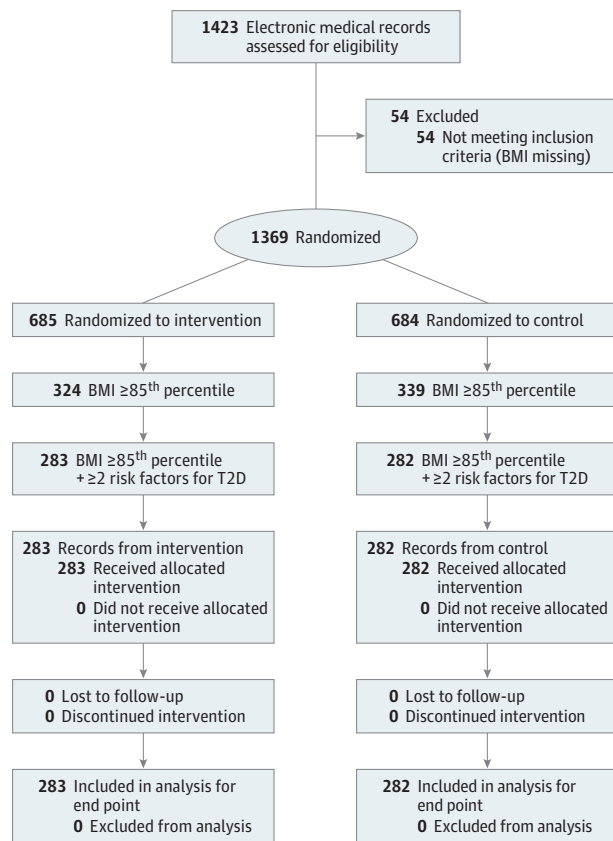 1423 Electronic medical records
assessed for eligibility
54 Excluded
54 Not meeting inclusion
criteria (BMI missing)
1369 Randomized
685 Randomized to intervention
684 Randomized to control
324 BMI ≥85th percentile
339 BMI ≥85th percentile
283 BMI ≥85th percentile
+ ≥2 risk factors for T2D
282 BMI ≥85th percentile
+ ≥2 risk factors for T2D
283 Records from intervention
283 Received allocated
intervention
0 Did not receive allocated
intervention
282 Records from control
282 Received allocated
intervention
0 Did not receive allocated
intervention
0 Lost to follow-up
0 Discontinued intervention
0 Lost to follow-up
0 Discontinued intervention
283 Included in analysis for
end point
0 Excluded from analysis
282 Included in analysis for
end point
0 Excluded from analysis